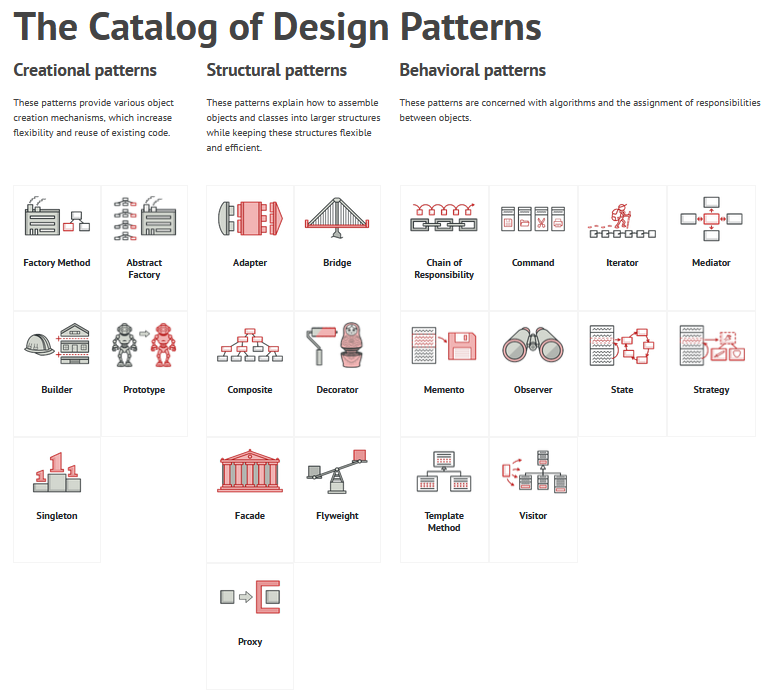 The Catalog of Design Patterns
Creational patterns
These patterns provide various object
creation mechanisms, which increase
flexibility and reuse of existing code.
Factory Method
Abstract
Factory
Builder
Prototype
1
1
1
Singleton
Structural patterns
These patterns explain how to assemble
objects and classes into larger structures
while keeping these structures flexible
and efficient.
Adapter
Bridge
Composite
Decorator
Facade
Flyweight
Proxy
Behavioral patterns
These patterns are concerned with algorithms and the assignment of responsibilities
between objects.
Chain of
Responsibility
Command
Iterator
Mediator
Memento
Observer
State
Strategy
Template
Method
Visitor